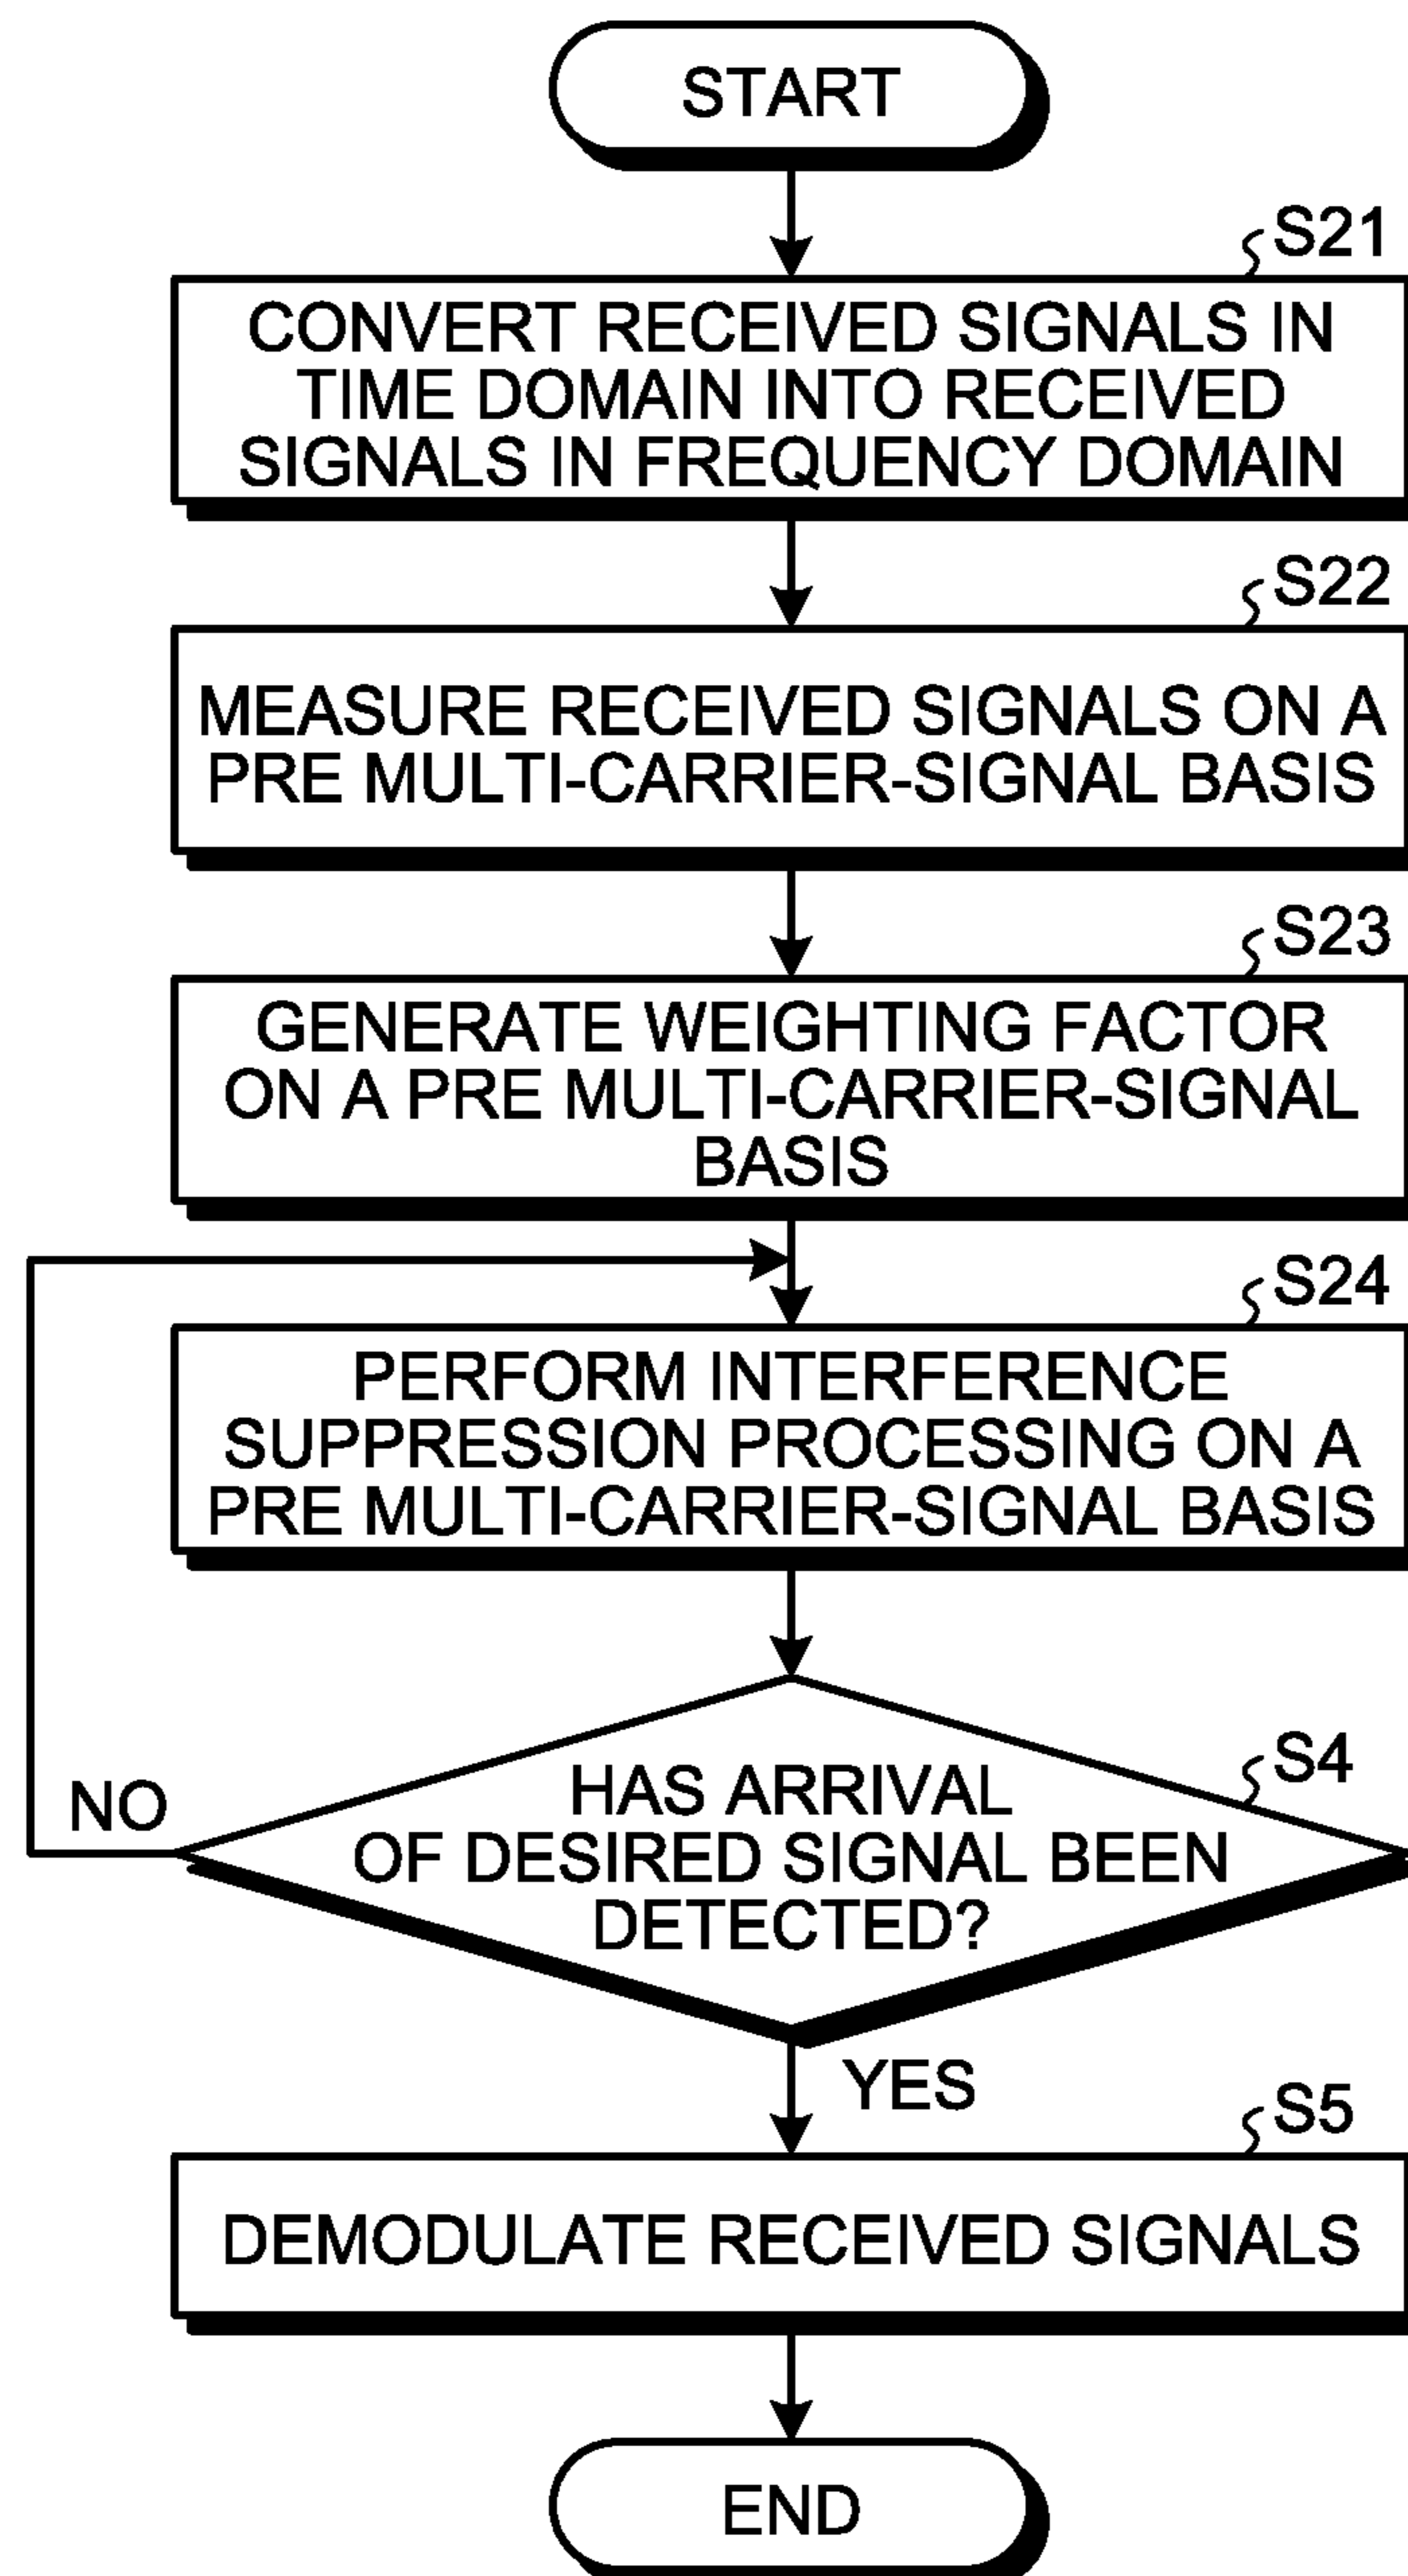 START
S21
CONVERT RECEIVED SIGNALS IN
TIME DOMAIN INTO RECEIVED
SIGNALS IN FREQUENCY DOMAIN
S22
MEASURE RECEIVED SIGNALS ON A
PRE MULTI-CARRIER-SIGNAL BASIS
S23
GENERATE WEIGHTING FACTOR
ON A PRE MULTI-CARRIER-SIGNAL
BASIS
S24
PERFORM INTERFERENCE
SUPPRESSION PROCESSING ON A
PRE MULTI-CARRIER-SIGNAL BASIS
S4
HAS ARRIVAL
OF DESIRED SIGNAL BEEN
DETECTED?
NO
YES
S5
DEMODULATE RECEIVED SIGNALS
END